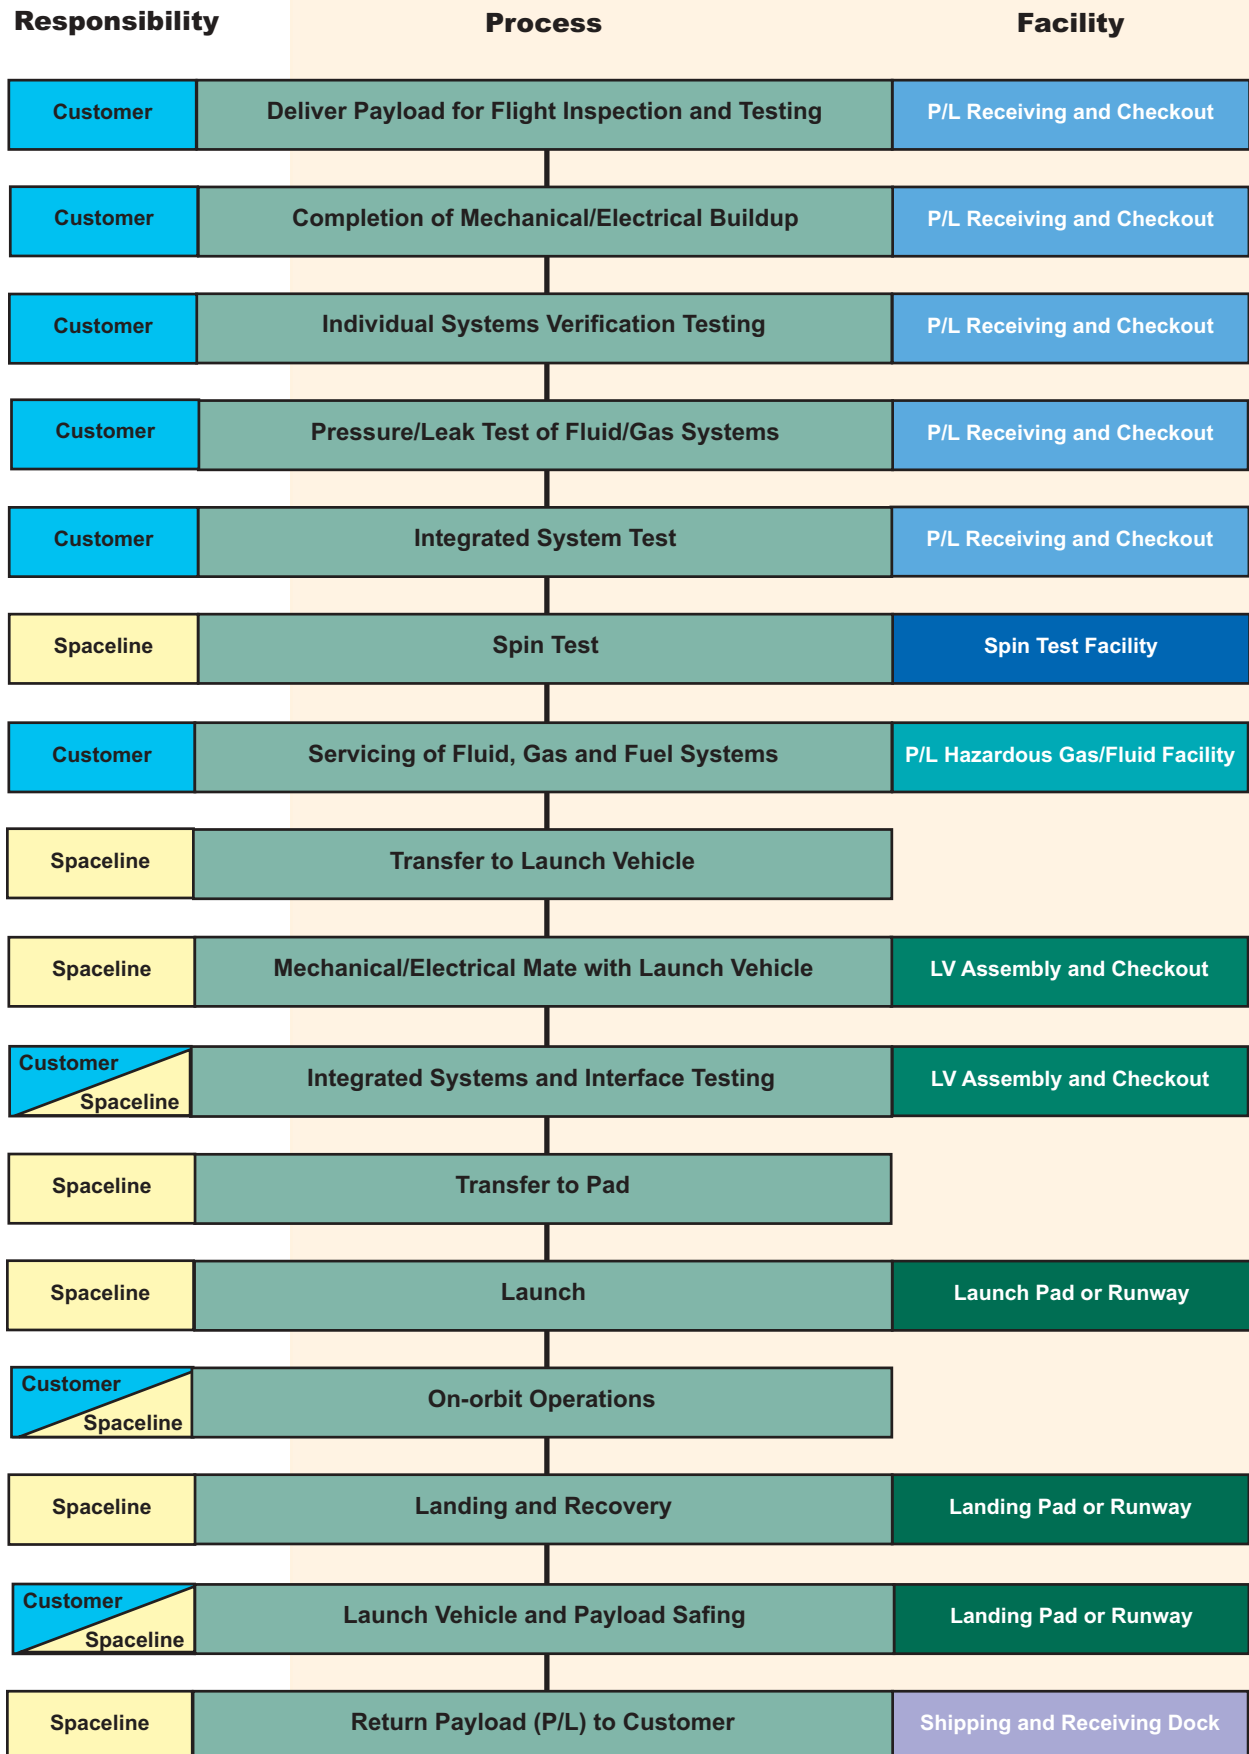 Responsibility Process Facility
Customer Deliver Payload for Flight Inspection and Testing P/L Receiving and Checkout
Customer Completion of Mechanical/Electrical Buildup P/L Receiving and Checkout
Customer Individual Systems Verification Testing P/L Receiving and Checkout
Customer Pressure/Leak Test of Fluid/Gas Systems P/L Receiving and Checkout
Customer Integrated System Test P/L Receiving and Checkout
Spaceline Spin Test Spin Test Facility
Customer Servicing of Fluid, Gas and Fuel Systems P/L Hazardous Gas/Fluid Facility
Spaceline Transfer to Launch Vehicle
Spaceline Mechanical/Electrical Mate with Launch Vehicle LV Assembly and Checkout
Customer
Spaceline
Integrated Systems and Interface Testing LV Assembly and Checkout
Spaceline Transfer to Pad
Spaceline Launch Launch Pad or Runway
Customer
Spaceline
On-orbit Operations
Spaceline Landing and Recovery Landing Pad or Runway
Customer
Spaceline
Launch Vehicle and Payload Safing Landing Pad or Runway
Spaceline Return Payload (P/L) to Customer Shipping and Receiving Dock